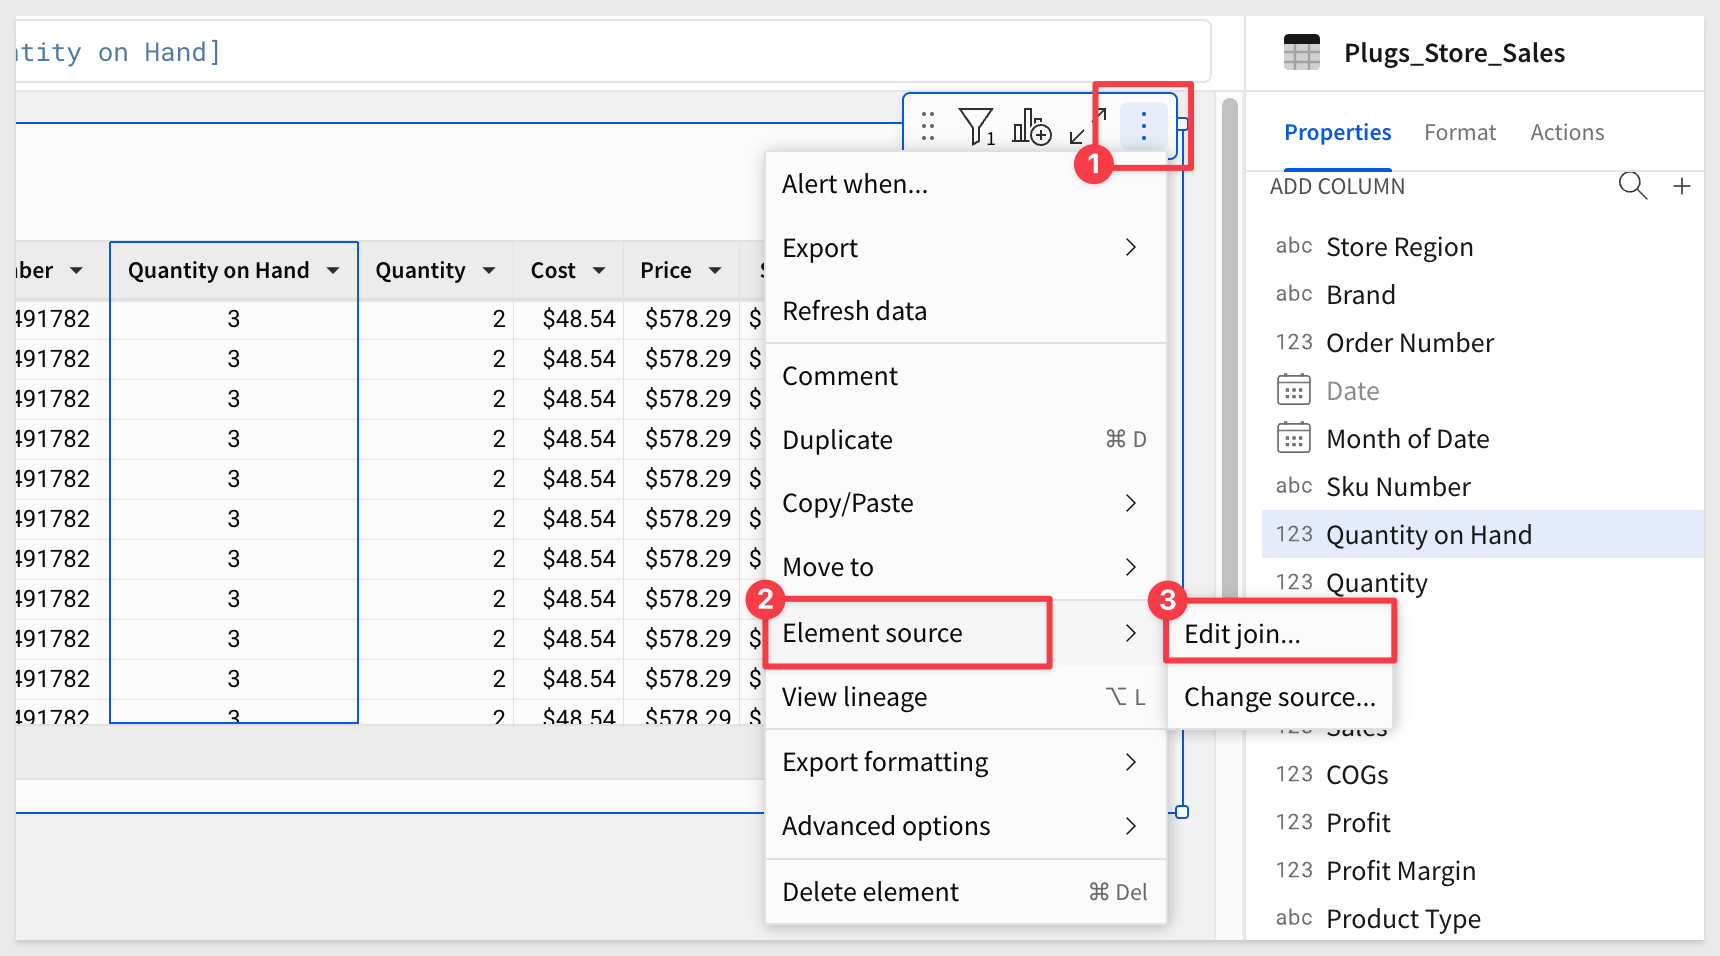 ntity on Hand]
Plugs_Store_Sales
Properties Format Actions
ADD COLUMN
1
1
Alert when...
Export
Refresh data
Comment
Duplicate ⌘ D
Copy/Paste
Move to
2
Element source
View lineage ⌥ L
Export formatting
Advanced options
Delete element ⌘ Del
3
Edit join...
Change source...
ber Quantity on Hand Quantity Cost Price
491782 3 2 $48.54 $578.29 $
491782 3 2 $48.54 $578.29 $
491782 3 2 $48.54 $578.29 $
491782 3 2 $48.54 $578.29 $
491782 3 2 $48.54 $578.29 $
491782 3 2 $48.54 $578.29 $
491782 3 2 $48.54 $578.29 $
491782 3 2 $48.54 $578.29 $
491782 3 2 $48.54 $578.29 $
491782 3 2 $48.54 $578.29 $
491782 3 2 $48.54 $578.29 $
abc Store Region
abc Brand
123 Order Number
Date
Month of Date
abc Sku Number
123 Quantity on Hand
123 Quantity
123 Sales
123 COGs
123 Profit
123 Profit Margin
abc Product Type